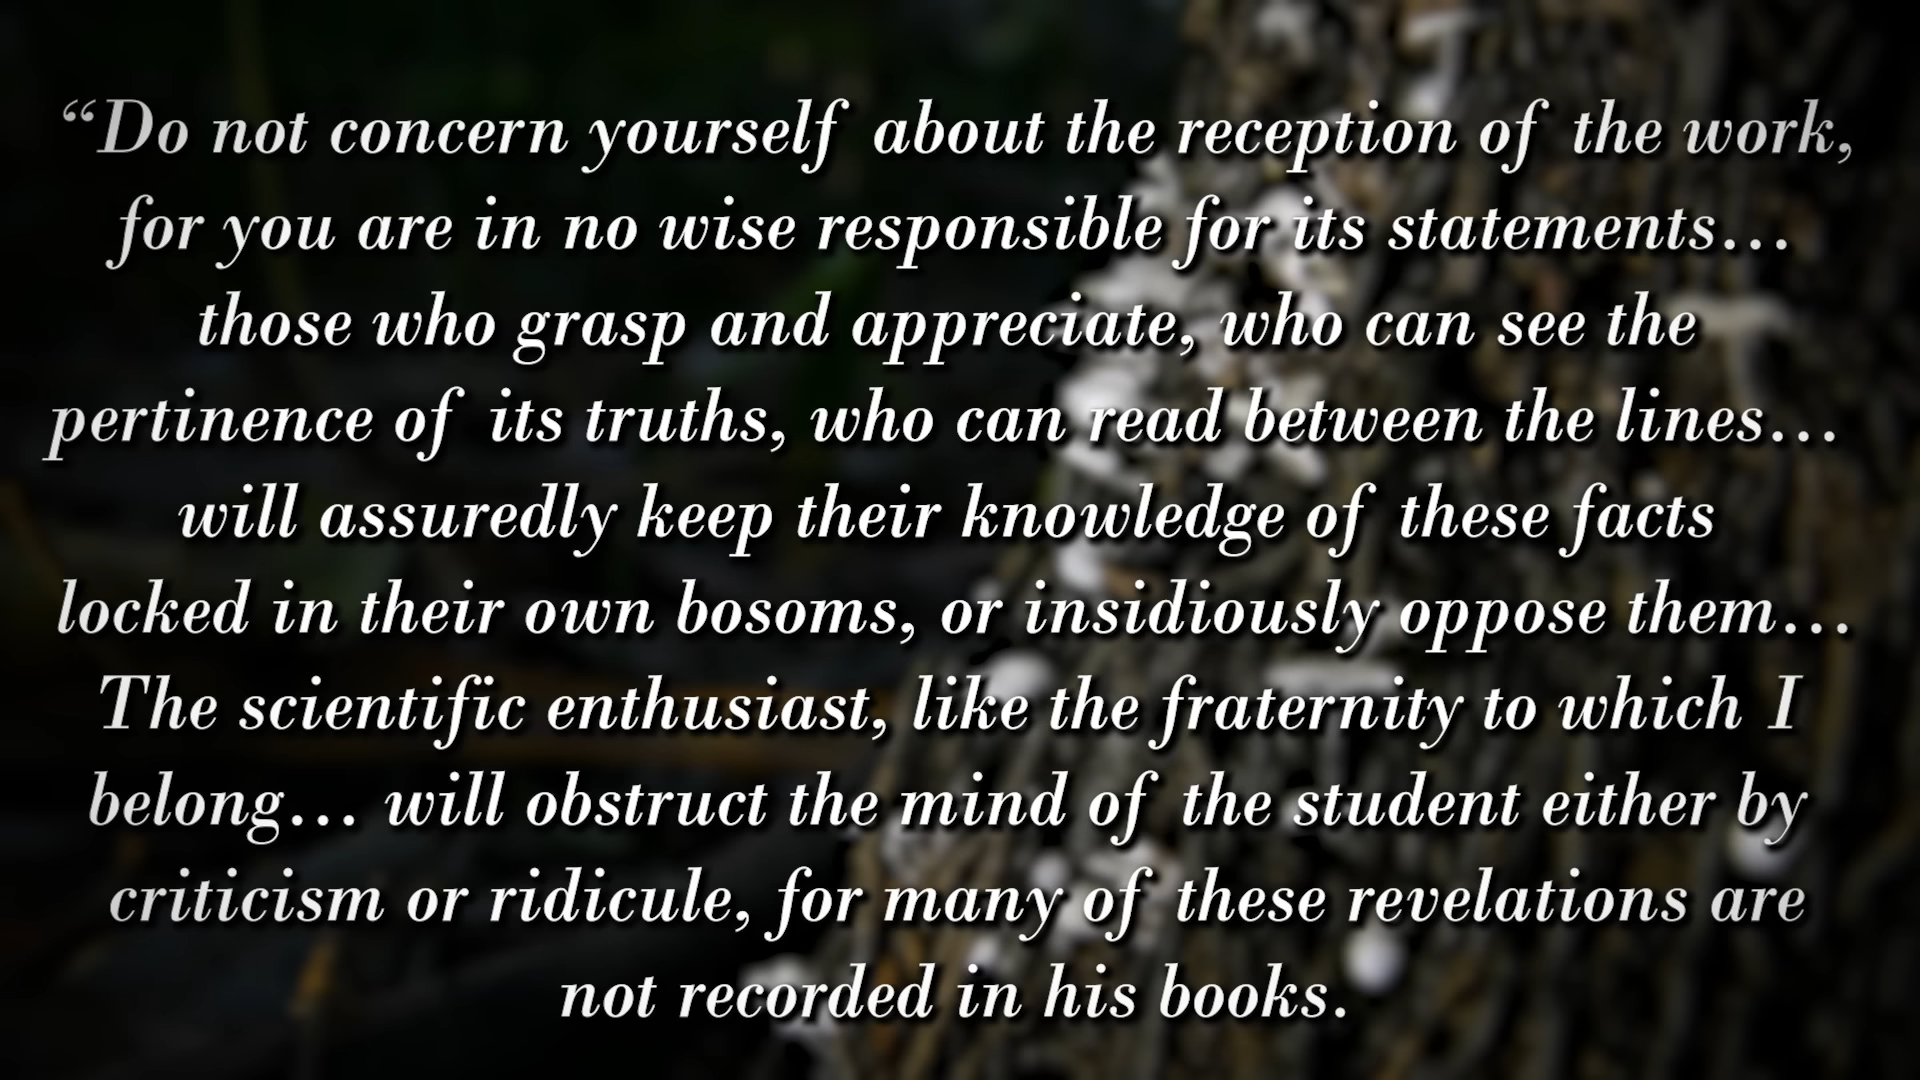 “Do not concern yourself about the reception of the work,
for you are in no wise responsible for its statements...
those who grasp and appreciate, who can see the
pertinence of its truths, who can read between the lines...
will assuredly keep their knowledge of these facts
locked in their own bosoms, or insidiously oppose them...
The scientific enthusiast, like the fraternity to which I
belong... will obstruct the mind of the student either by
criticism or ridicule, for many of these revelations are
not recorded in his books.